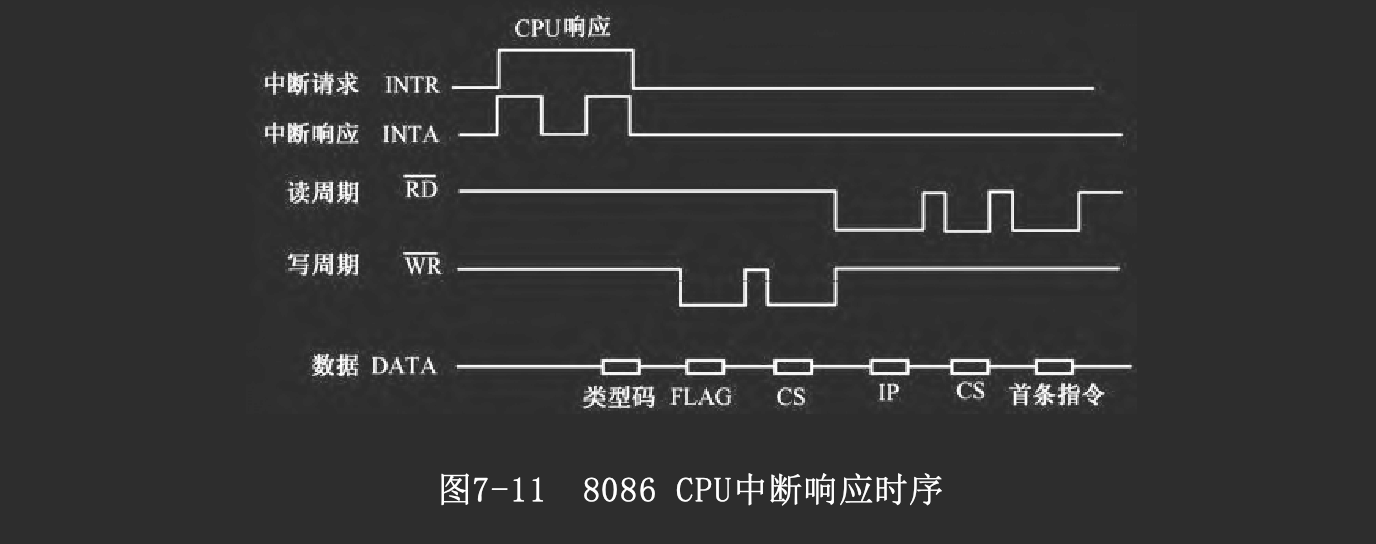 CPU响应
中断请求 INTR
中断响应 INTA
读周期 RD
写周期 WR
数据 DATA
类型码 FLAG CS IP CS 首条指令
图7-11 8086 CPU中断响应时序